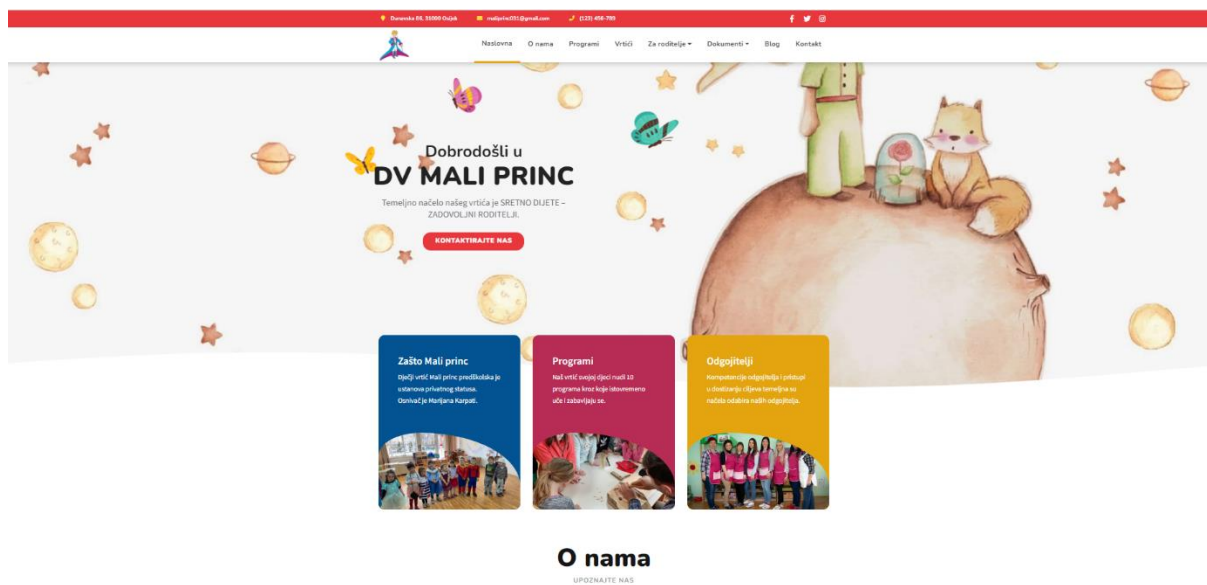 Dunavska 88, 31000 Osijek maliprinc051@gmail.com (123) 456-789
Naslovna O nama Programi Vrtići Za roditelje Dokumenti Blog Kontakt
Dobrodošli u
DV MALI PRINC
Temeljno načelo našeg vrtića je SRETNO DIJETE –
ZADOVOLJNI RODITELJI.
KONTAKTIRAJTE NAS
Zašto Mali princ
Dječji vrtić Mali princ predškolska je
ustanova privatnog statusa.
Osnivač je Marijana Karpati.
Programi
Naš vrtić svojoj djeci nudi 10
programa kroz koje istovremeno
uče i zabavljaju se.
Odgojitelji
Kompetencije odgojitelja i pristupi
u dostizanju ciljeva temeljna su
načela odabira naših odgojitelja.
O nama
UPOZNAJTE NAS